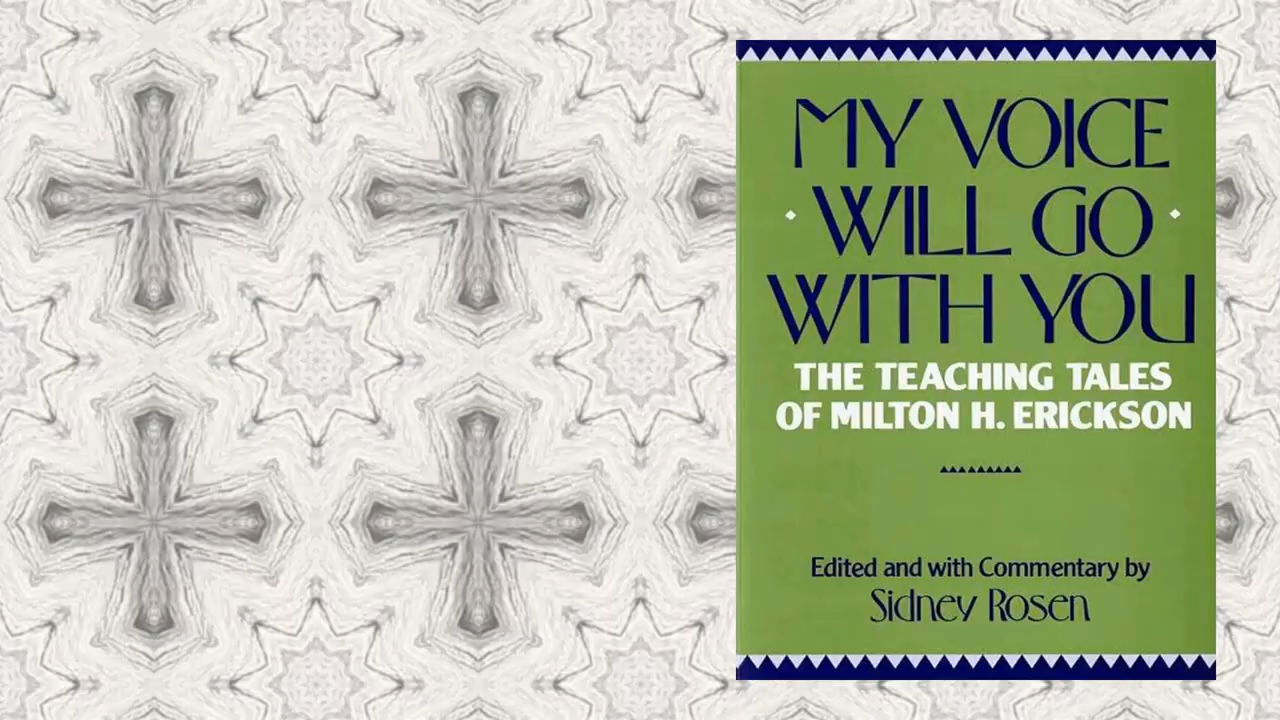 MY VOICE
WILL GO
WITH YOU
THE TEACHING TALES
OF MILTON H. ERICKSON
Edited and with Commentary by
Sidney Rosen